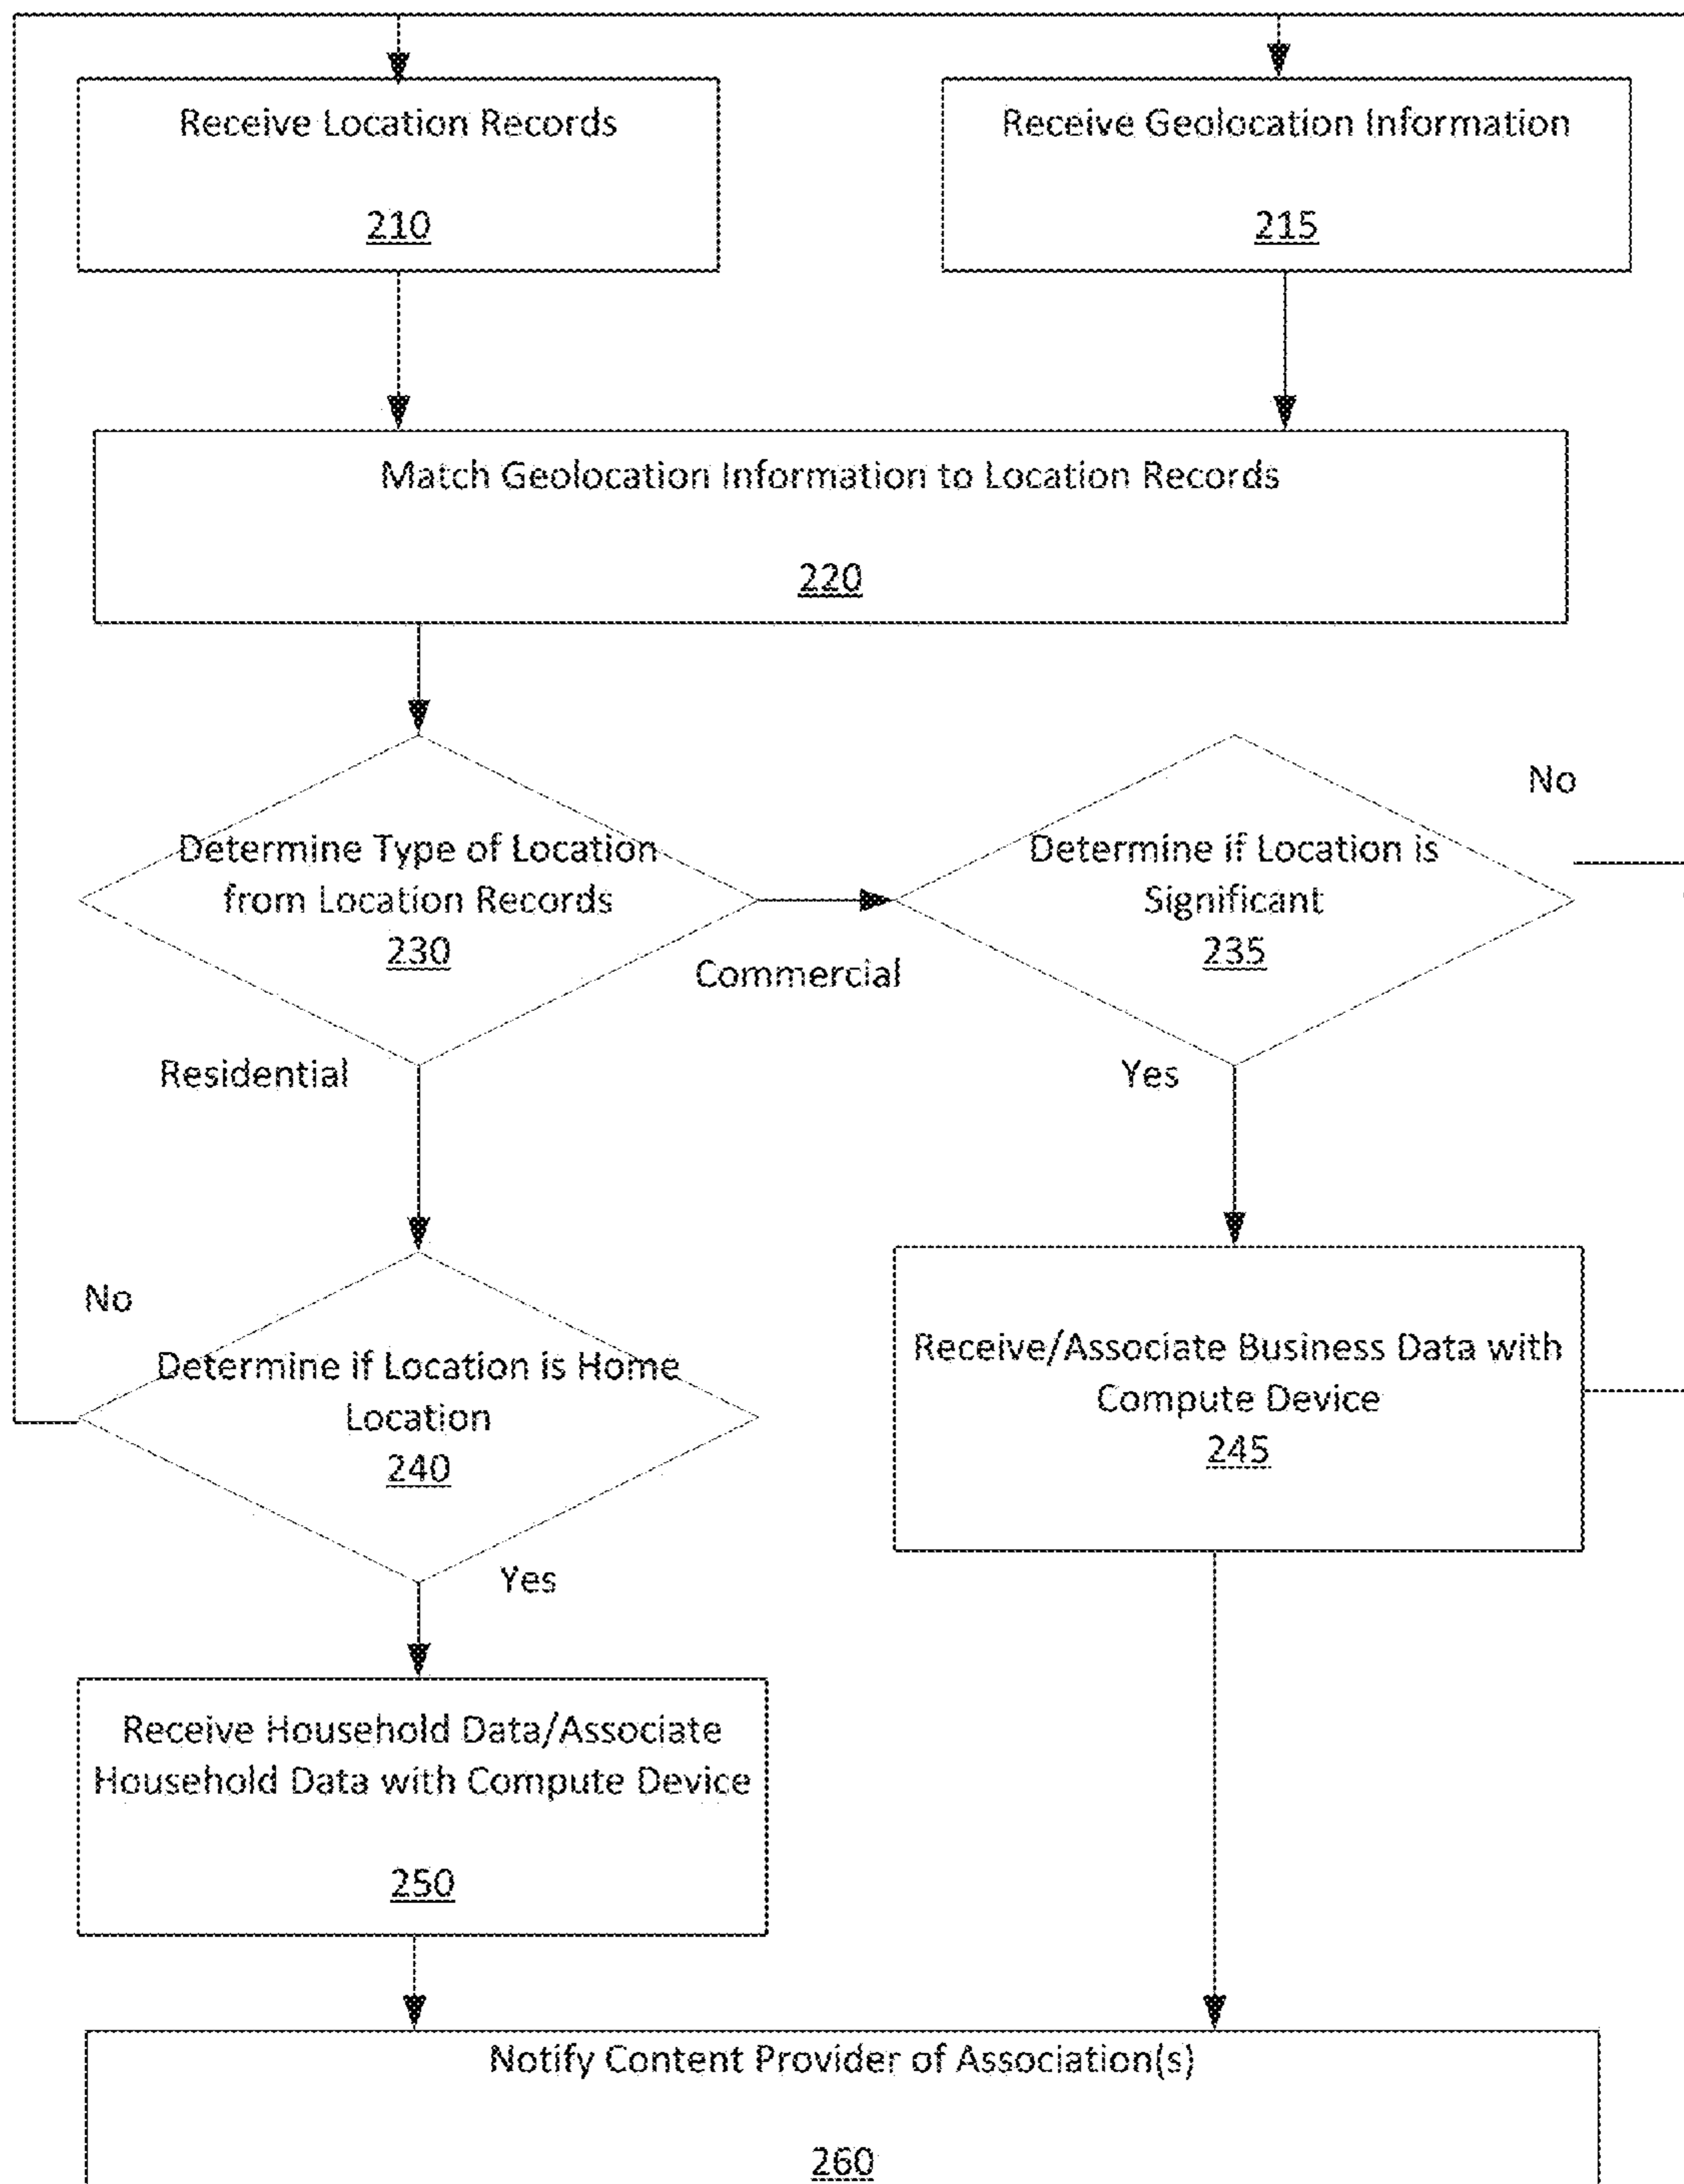 Receive Location Records
210
Receive Geolocation Information
215
Match Geolocation Information to Location Records
220
Determine Type of Location
from Location Records
230
Commercial
Residential
Determine if Location is
Significant
235
No
Yes
Determine if Location is Home
Location
240
No
Yes
Receive/Associate Business Data with
Compute Device
245
Receive Household Data/Associate
Household Data with Compute Device
250
Notify Content Provider of Association(s)
260